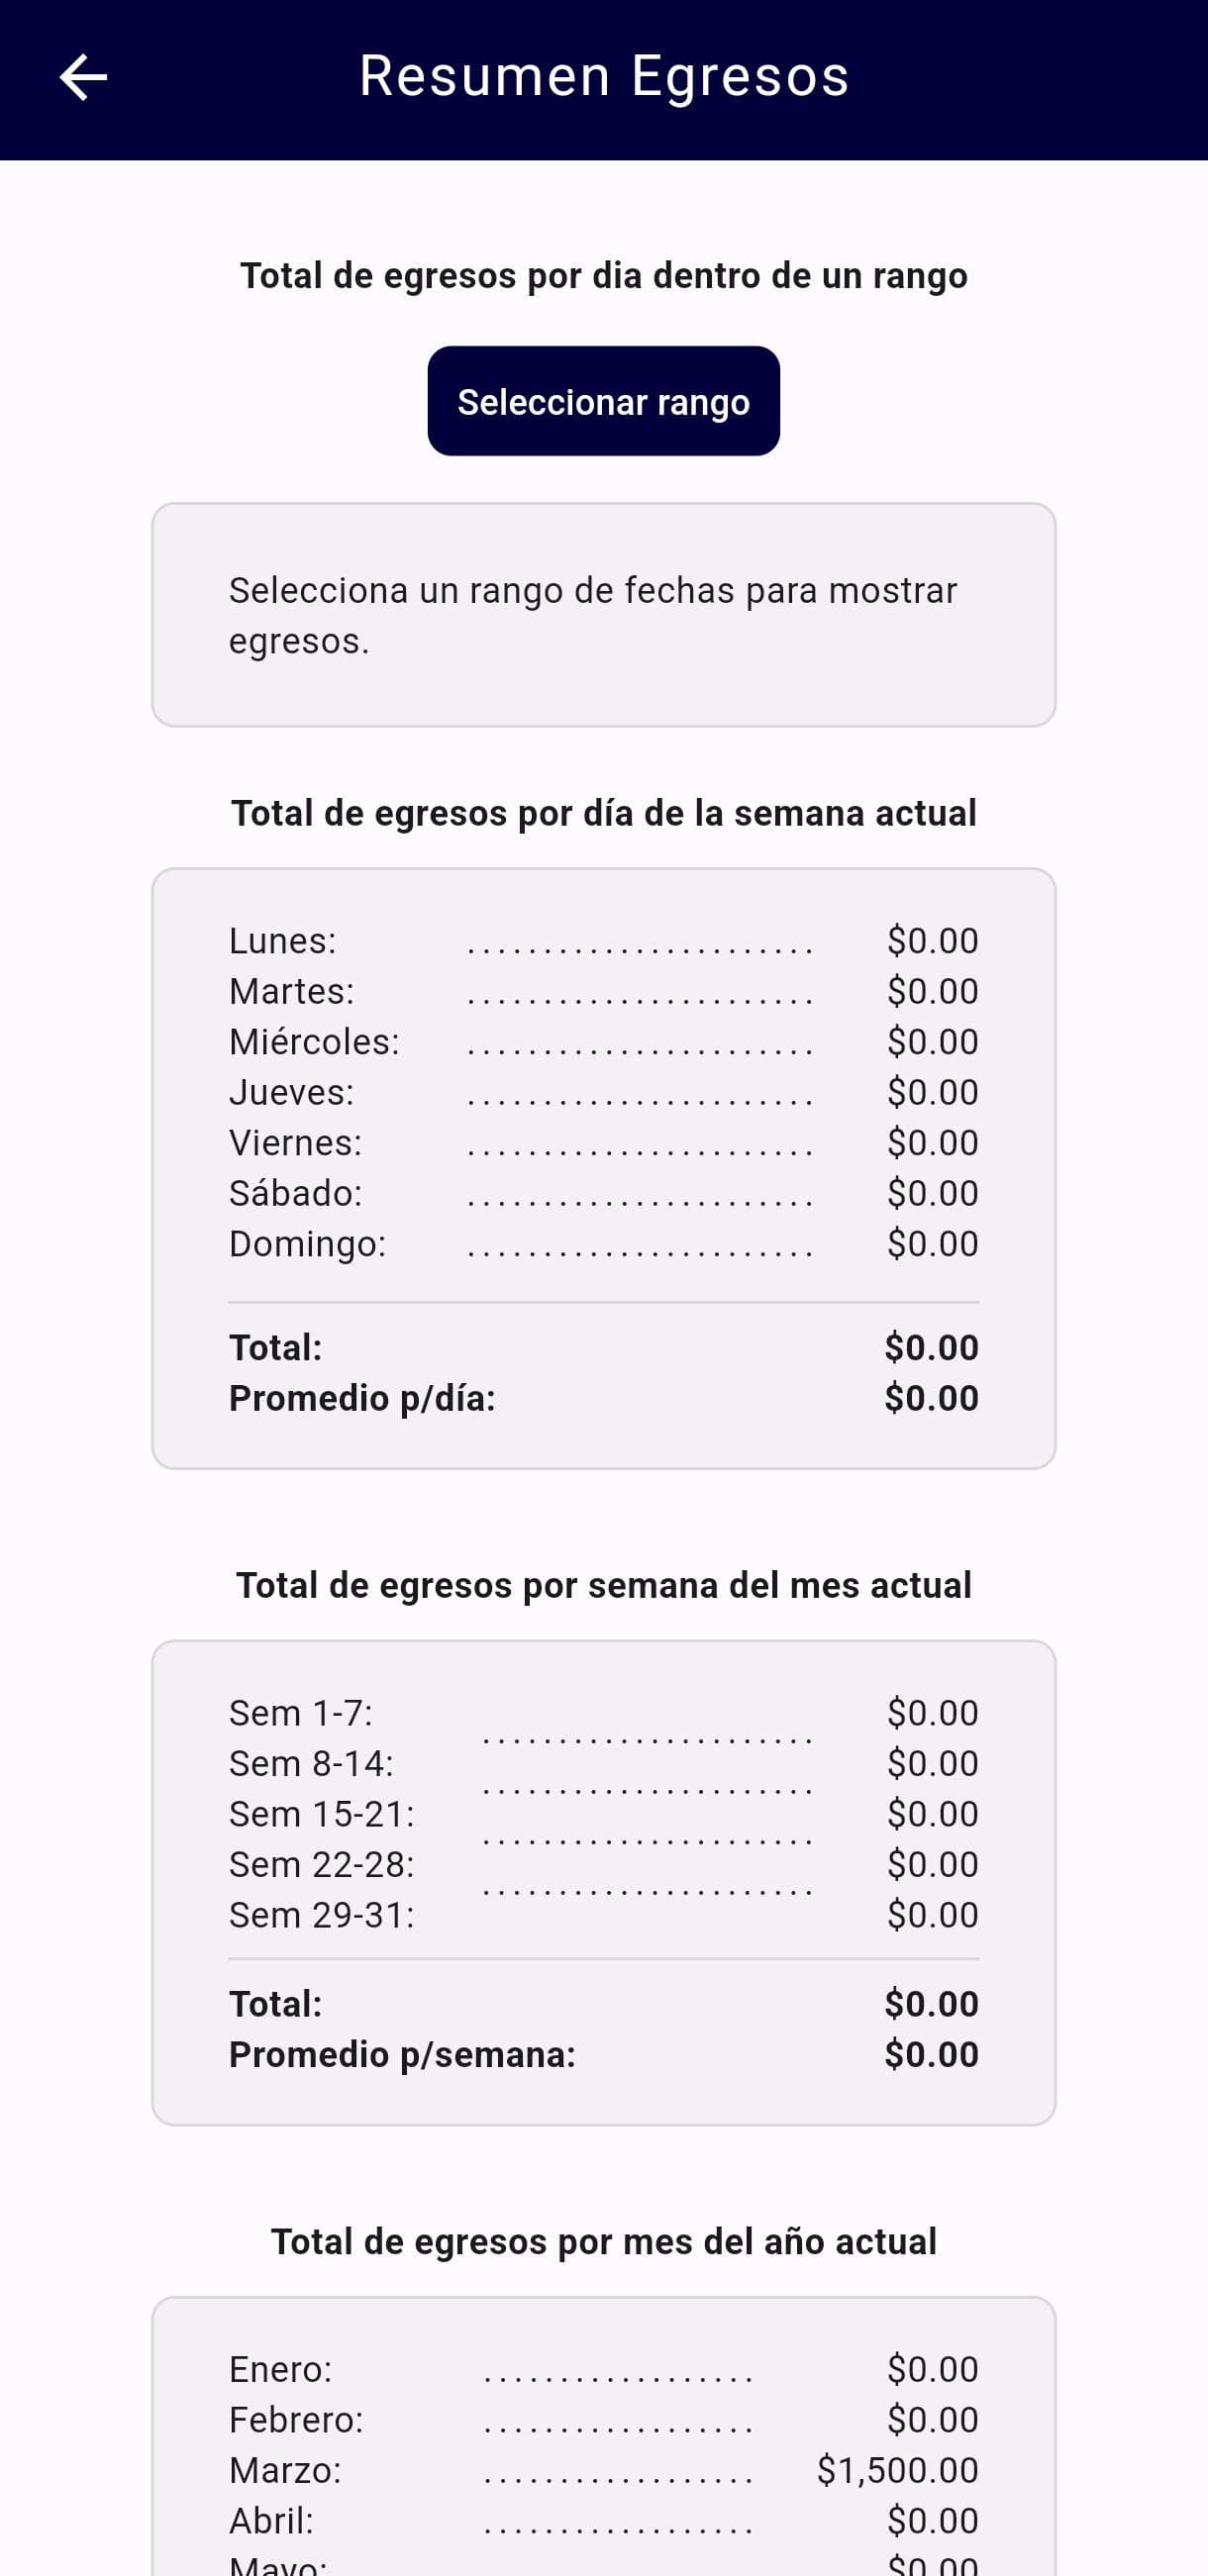 Resumen Egresos
Total de egresos por dia dentro de un rango
Seleccionar rango
Selecciona un rango de fechas para mostrar
egresos.
Total de egresos por día de la semana actual
Lunes: ....................... $0.00
Martes: ....................... $0.00
Miércoles: ....................... $0.00
Jueves: ....................... $0.00
Viernes: ....................... $0.00
Sábado: ....................... $0.00
Domingo: ....................... $0.00
Total: $0.00
Promedio p/día: $0.00
Total de egresos por semana del mes actual
Sem 1-7: ...................... $0.00
Sem 8-14: ...................... $0.00
Sem 15-21: ...................... $0.00
Sem 22-28: ...................... $0.00
Sem 29-31: $0.00
Total: $0.00
Promedio p/semana: $0.00
Total de egresos por mes del año actual
Enero: .................. $0.00
Febrero: .................. $0.00
Marzo: .................. $1,500.00
Abril: .................. $0.00
Mayo: $0.00